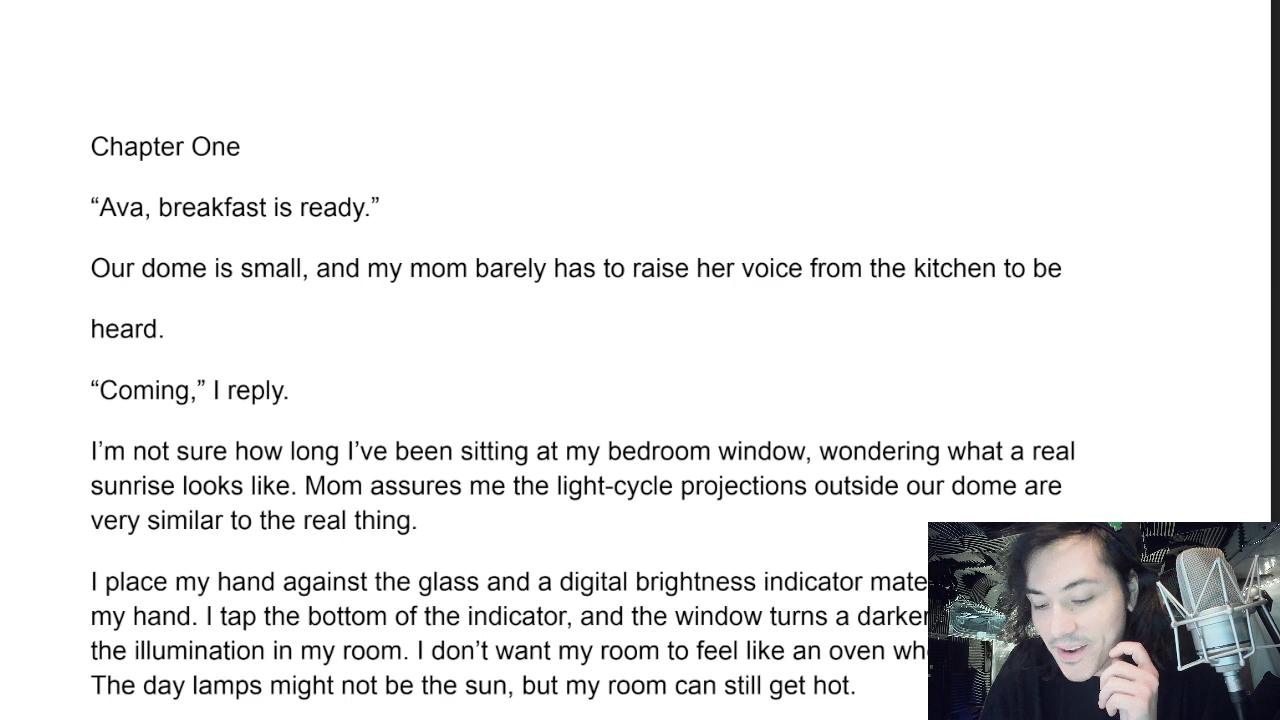 Chapter One
“Ava, breakfast is ready.”
Our dome is small, and my mom barely has to raise her voice from the kitchen to be
heard.
“Coming,” I reply.
I’m not sure how long I’ve been sitting at my bedroom window, wondering what a real
sunrise looks like. Mom assures me the light-cycle projections outside our dome are
very similar to the real thing.
I place my hand against the glass and a digital brightness indicator
my hand. I tap the bottom of the indicator, and the window turns a darker
the illumination in my room. I don’t want my room to feel like an oven
The day lamps might not be the sun, but my room can still get hot.